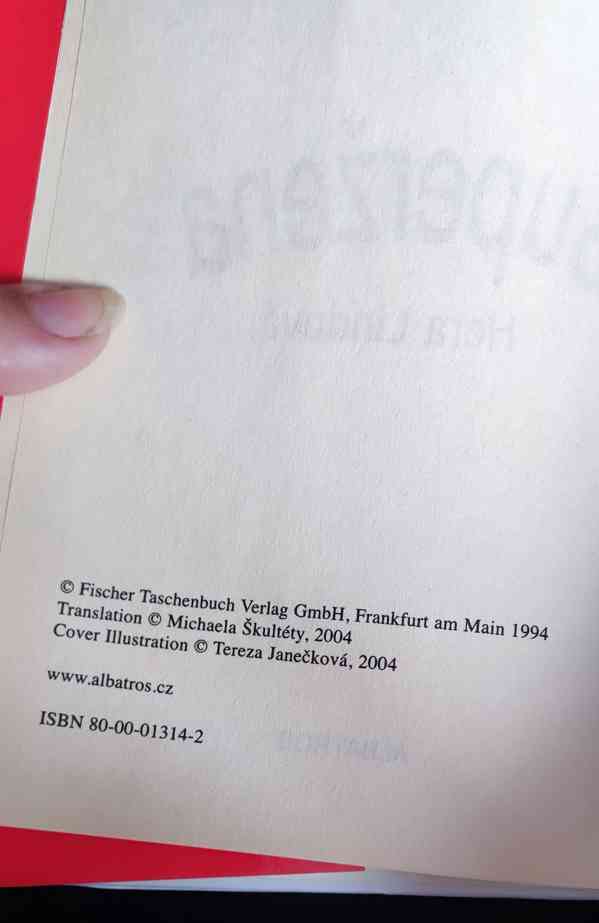 © Fischer Taschenbuch Verlag GmbH, Frankfurt am Main 1994
Translation © Michaela Škultéty, 2004
Cover Illustration © Tereza Janečková, 2004
www.albatros.cz
ISBN 80-00-01314-2